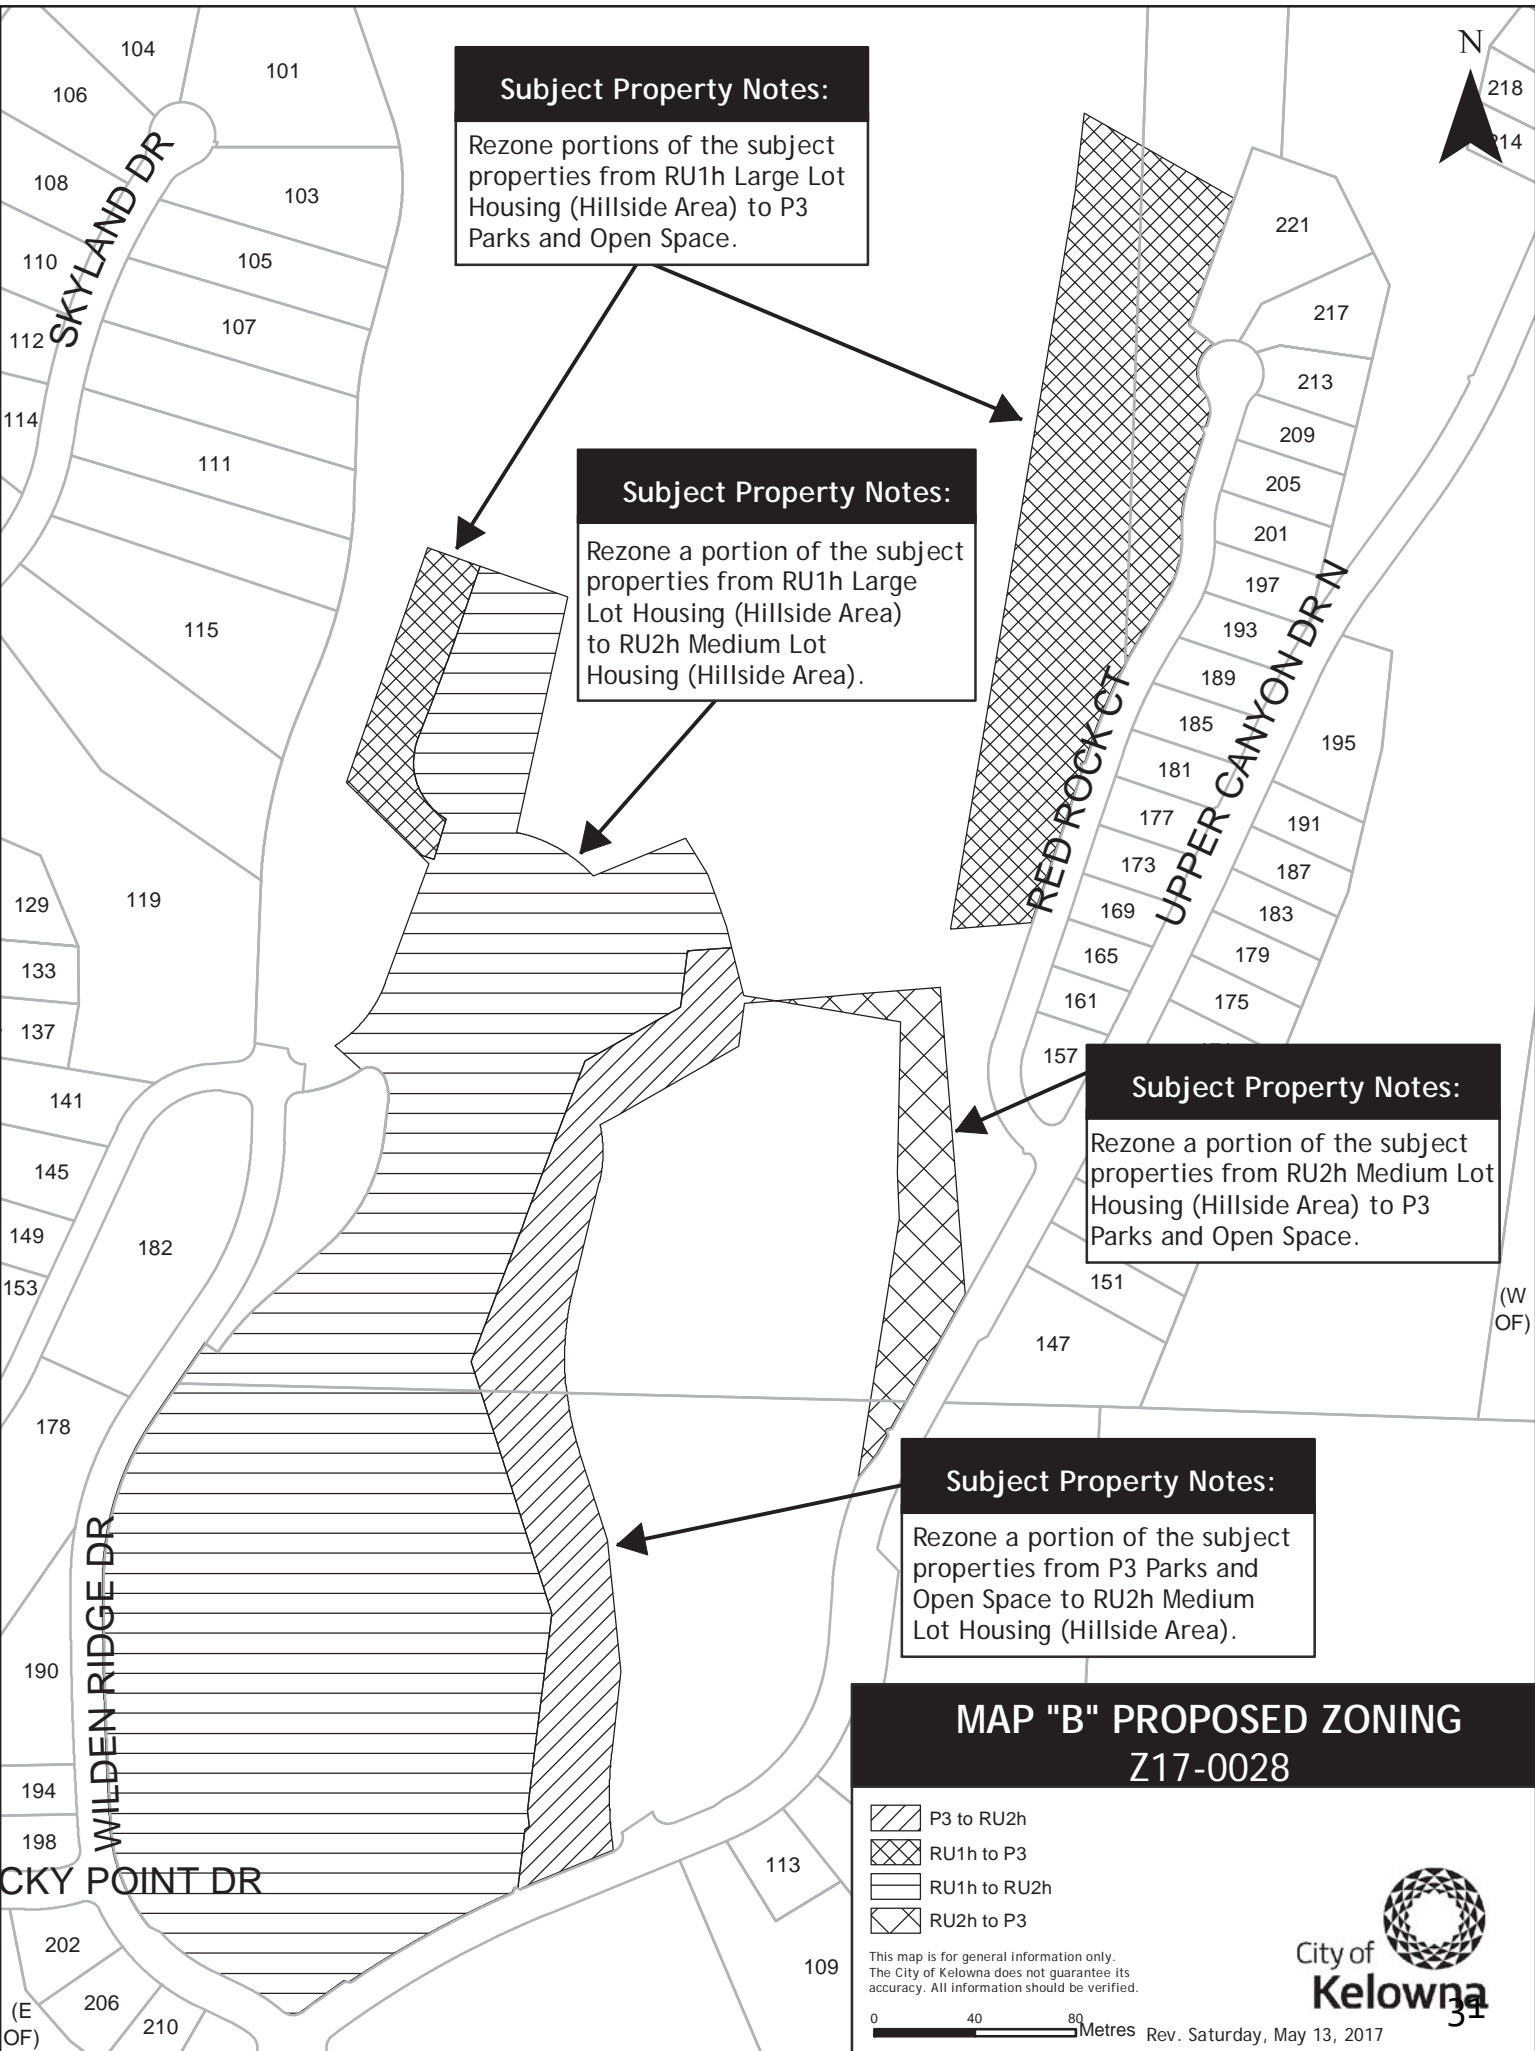 104
101
106
108
103
110
105
112
107
114
111
115
SKYLAND DR
119
129
133
137
141
145
149
182
153
178
190
194
198
WILDEN RIDGE DR
CKY POINT DR
202
206
210
(E
OF)
Subject Property Notes:
Rezone portions of the subject
properties from RU1h Large Lot
Housing (Hillside Area) to P3
Parks and Open Space.
Subject Property Notes:
Rezone a portion of the subject
properties from RU1h Large
Lot Housing (Hillside Area)
to RU2h Medium Lot
Housing (Hillside Area).
N
218
221
217
213
209
205
201
197
193
189
185
181
177
173
169
165
161
157
RED ROCK CT
UPPER CANYON DR N
195
191
187
183
179
175
Subject Property Notes:
Rezone a portion of the subject
properties from RU2h Medium Lot
Housing (Hillside Area) to P3
Parks and Open Space.
151
147
(W
OF)
Subject Property Notes:
Rezone a portion of the subject
properties from P3 Parks and
Open Space to RU2h Medium
Lot Housing (Hillside Area).
113
109
MAP "B" PROPOSED ZONING
Z17-0028
P3 to RU2h
RU1h to P3
RU1h to RU2h
RU2h to P3
This map is for general information only.
The City of Kelowna does not guarantee its
accuracy. All information should be verified.
0 40 80 Metres
Rev. Saturday, May 13, 2017
City of
Kelowna
31